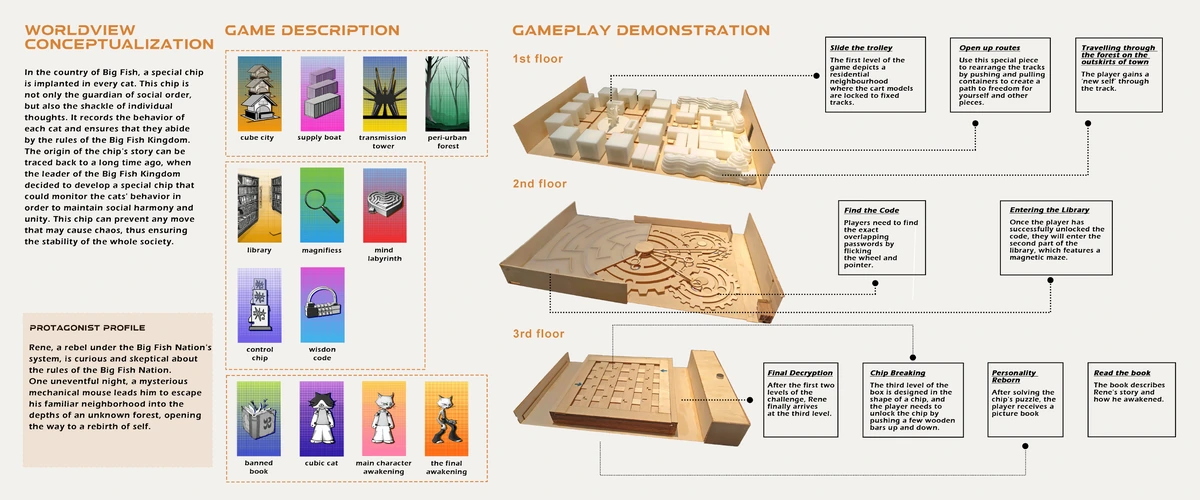 WORLDVIEW
CONCEPTUALIZATION
In the country of Big Fish, a special chip
is implanted in every cat. This chip is
not only the guardian of social order,
but also the shackle of individual
thoughts. It records the behavior of
each cat and ensures that they abide
by the rules of the Big Fish Kingdom.
The origin of the chip's story can be
traced back to a long time ago, when
the leader of the Big Fish Kingdom
decided to develop a special chip that
could monitor the cats' behavior in
order to maintain social harmony and
unity. This chip can prevent any move
that may cause chaos, thus ensuring
the stability of the whole society.
PROTAGONIST PROFILE
Rene, a rebel under the Big Fish Nation's
system, is curious and skeptical about
the rules of the Big Fish Nation.
One uneventful night, a mysterious
mechanical mouse leads him to escape
his familiar neighborhood into the
depths of an unknown forest, opening
the way to a rebirth of self.
GAME DESCRIPTION
cube city
supply boat
transmission
tower
peri-urban
forest
library
magnifiess
mind
labyrinth
control
chip
wisdon
code
banned
book
cubic cat
main character
awakening
the final
awakening
GAMEPLAY DEMONSTRATION
1st floor
Slide the trolley
The first level of the
game depicts a
residential
neighbourhood
where the cart models
are locked to fixed
tracks.
Open up routes
Use this special piece
to rearrange the tracks
by pushing and pulling
containers to create a
path to freedom for
yourself and other
pieces.
Travelling through
the forest on the
outskirts of town
The player gains a
'new self' through
the track.
2nd floor
Find the Code
Players need to find
the exact
overlapping
passwords by
flicking
the wheel and
pointer.
Entering the Library
Once the player has
successfully unlocked the
code, they will enter the
second part of the
library, which features a
magnetic maze.
3rd floor
Final Decryption
After the first two
levels of the
challenge, Rene
finally arrives
at the third level.
Chip Breaking
The third level of the
box is designed in the
shape of a chip, and
the player needs to
unlock the chip by
pushing a few wooden
bars up and down.
Personality
Reborn
After solving the
chip's puzzle, the
player receives a
picture book
Read the book
The book describes
Rene's story and
how he awakened.